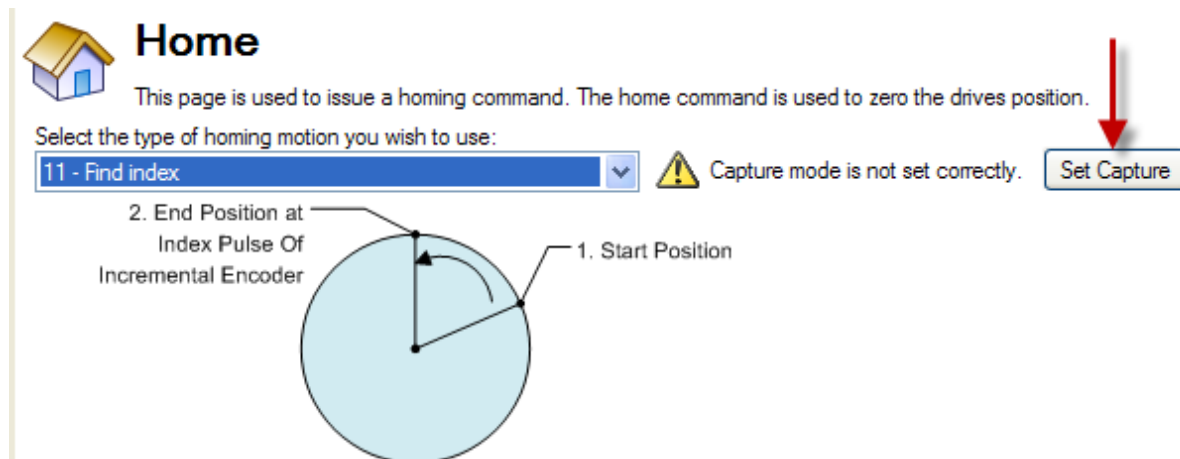 Home
This page is used to issue a homing command. The home command is used to zero the drives position.
Select the type of homing motion you wish to use:
11 - Find index
Capture mode is not set correctly.
Set Capture
2. End Position at
Index Pulse Of
Incremental Encoder
1. Start Position